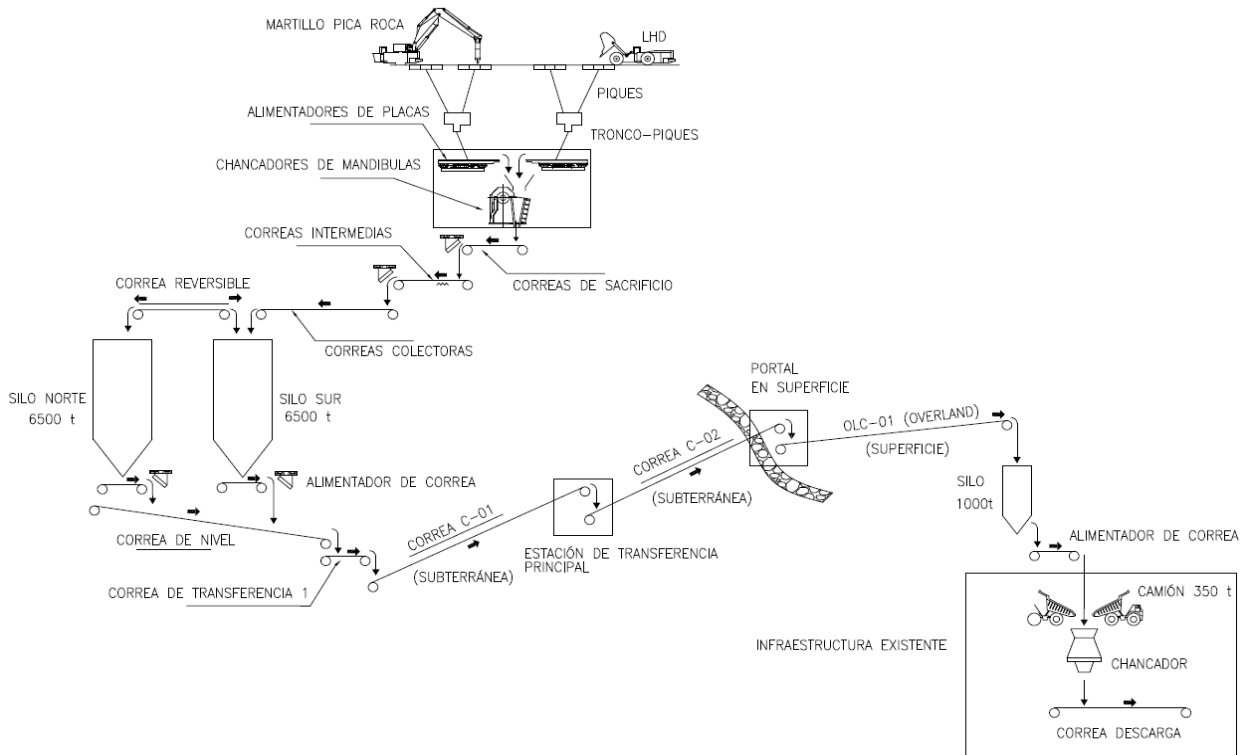 MARTILLO PICA ROCA
LHD
PIQUES
ALIMENTADORES DE PLACAS
TRONCO-PIQUES
CHANCADORES DE MANDIBULAS
CORREAS INTERMEDIAS
CORREAS DE SACRIFICIO
CORREA REVERSIBLE
CORREAS COLECTORAS
SILO NORTE
6500 t
SILO SUR
6500 t
PORTAL
EN SUPERFICIE
OLC-01 (OVERLAND)
(SUPERFICIE)
CORREA C-02
(SUBTERRÁNEA)
SILO
1000t
ALIMENTADOR DE CORREA
CORREA C-01
(SUBTERRÁNEA)
ESTACIÓN DE TRANSFERENCIA
PRINCIPAL
CORREA DE NIVEL
CORREA DE TRANSFERENCIA 1
ALIMENTADOR DE CORREA
CAMIÓN 350 t
INFRAESTRUCTURA EXISTENTE
CHANCADOR
CORREA DESCARGA